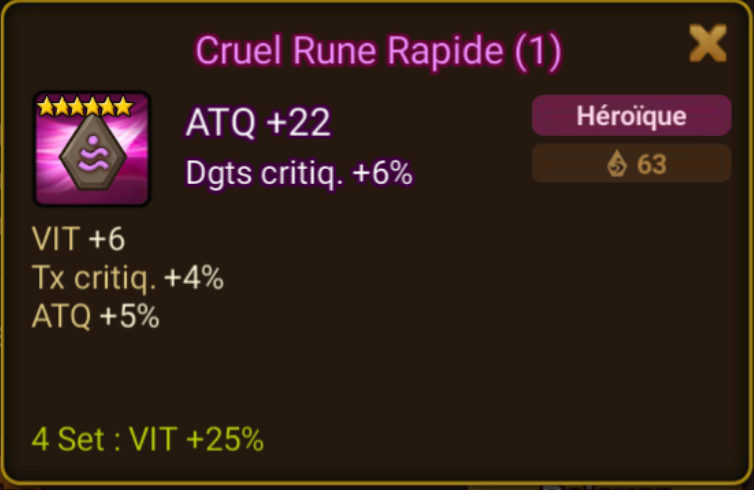 Cruel Rune Rapide (1)
ATQ +22
Héroïque
Dgts critiq. +6%
63
VIT +6
Tx critiq. +4%
ATQ +5%
4 Set : VIT +25%